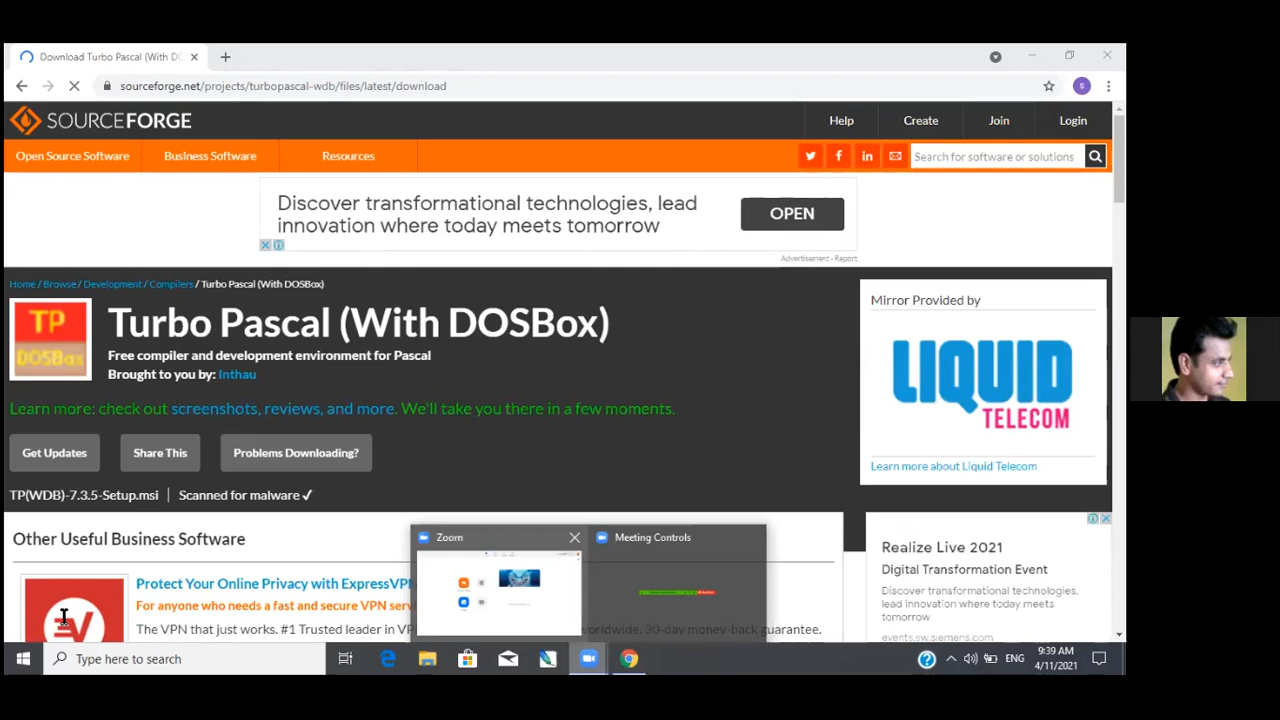 Download Turbo Pascal (With DO
sourceforge.net/projects/turbopascal-wdb/files/latest/download
S
SOURCEFORGE
Help
Create
Join
Login
Open Source Software
Business Software
Resources
Search for software or solutions
Discover transformational technologies, lead
innovation where today meets tomorrow
OPEN
Advertisement - Report
Home / Browse / Development / Compilers / Turbo Pascal (With DOSBox)
TP
DOSBox
Turbo Pascal (With DOSBox)
Free compiler and development environment for Pascal
Brought to you by: Inthau
Learn more: check out screenshots, reviews, and more. We'll take you there in a few moments.
Get Updates
Share This
Problems Downloading?
TP(WDB)-7.3.5-Setup.msi | Scanned for malware ✓
Mirror Provided by
LIQUID
TELECOM
Learn more about Liquid Telecom
Other Useful Business Software
Protect Your Online Privacy with ExpressVPN
For anyone who needs a fast and secure VPN serv
The VPN that just works. #1 Trusted leader in VP
worldwide. 30-day money-back guarantee.
Zoom
Meeting Controls
Realize Live 2021
Digital Transformation Event
Discover transformational technologies, lead
innovation where today meets
tomorrow
events.sw.siemens.com
Type here to search
ENG
9:39 AM
4/11/2021